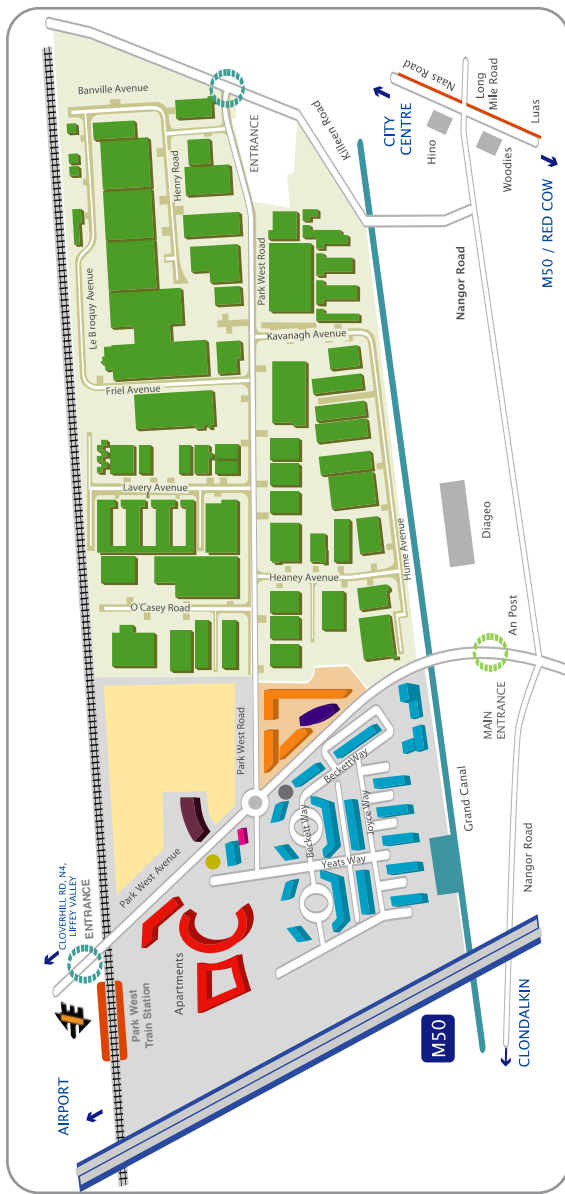 Banville Avenue
Henry Road
Le Broquy Avenue
Friel Avenue
ENTRANCE
Killeen Road
Park West Road
Kavanagh Avenue
CITY
CENTRE
Naas Road
Long
Mile Road
Luas
Hino
Woodies
M50 / RED COW
Nangor Road
Lavery Avenue
O'Casey Road
Heaney Avenue
Hume Avenue
Diageo
An Post
MAIN
ENTRANCE
Park West Road
Park West Avenue
BeckettWay
Beckett Way
Joyce Way
Yeats Way
Grand Canal
Nangor Road
CLOVERHILL RD, N4,
LIFFEY VALLEY
ENTRANCE
Park West
Train Station
Apartments
AIRPORT
M50
CLONDALKIN